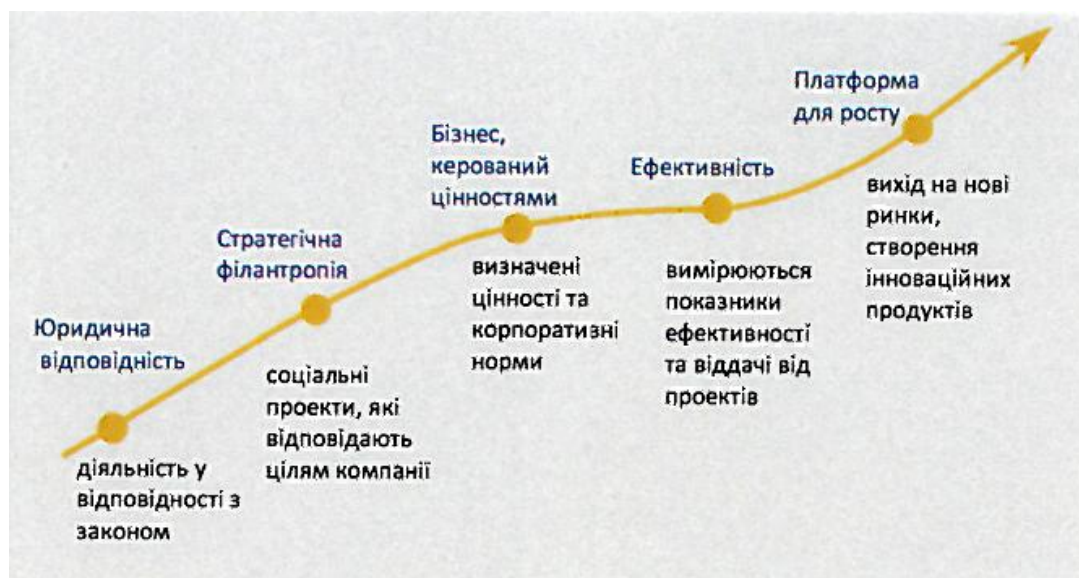 Юридична
відповідність
діяльність у
відповідності з
законом
Стратегічна
філантропія
соціальні
проекти, які
відповідають
цілям компанії
Бізнес,
керований
цінностями
визначені
цінності та
корпоративні
норми
Ефективність
вимірюються
показники
ефективності
та віддачі від
проектів
Платформа
для росту
вихід на нові
ринки,
створення
інноваційних
продуктів